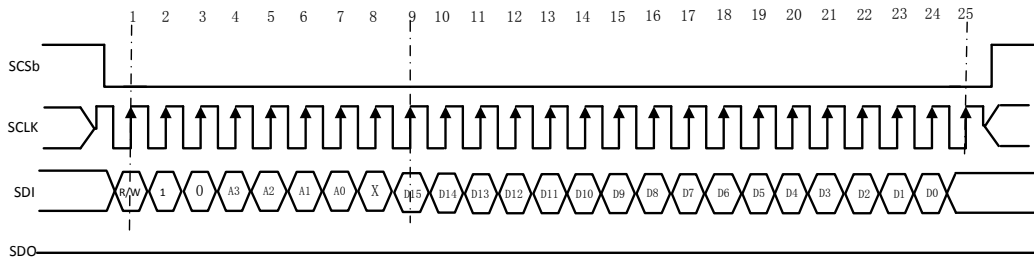 1 2 3 4 5 6 7 8 9 10 11 12 13 14 15 16 17 18 19 20 21 22 23 24 25
SCSb
SCLK
SDI R/W 1 0 A3 A2 A1 A0 X D15 D14 D13 D12 D11 D10 D9 D8 D7 D6 D5 D4 D3 D2 D1 D0
SDO